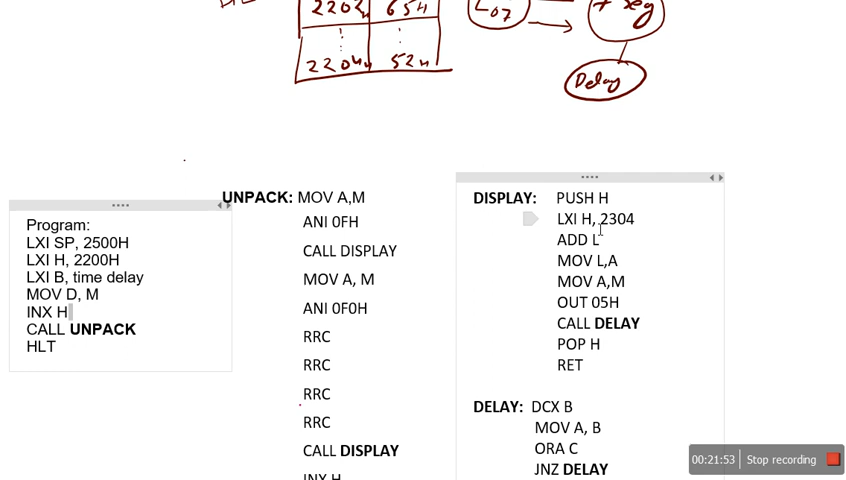 2202H 65H
L07
7 seg
2204H 52H
Delay
Program:
LXI SP, 2500H
LXI H, 2200H
LXI B, time delay
MOV D, M
INX H
CALL UNPACK
HLT
UNPACK: MOV A,M
ANI 0FH
CALL DISPLAY
MOV A, M
ANI 0F0H
RRC
RRC
RRC
RRC
CALL DISPLAY
INX H
DISPLAY: PUSH H
LXI H, 2304
ADD L
MOV L,A
MOV A,M
OUT 05H
CALL DELAY
POP H
RET
DELAY: DCX B
MOV A, B
ORA C
JNZ DELAY
00:21:53 Stop recording